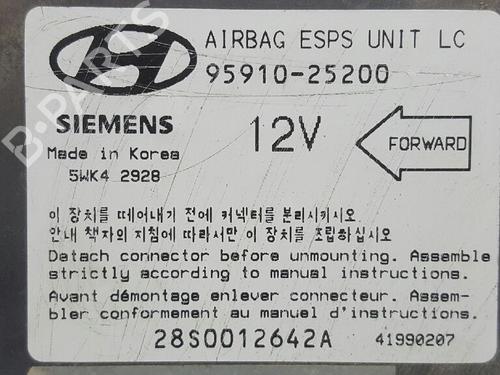 AIRBAG ESPS UNIT LC
95910-25200
SIEMENS
12V
FORWARD
Made in Korea
5WK4 2928
이 장치를 떼어내기 전에 커넥터를 분리시키시오
안내 책자의 지침에 따라서만 이 장치를 조립하십시오
Detach connector before unmounting. Assemble
strictly according to manual instructions.
Avant démontage enlever connecteur. Assem-
bler conformement au manuel d'instructions.
28S0012642A
41990207
B-PARTS